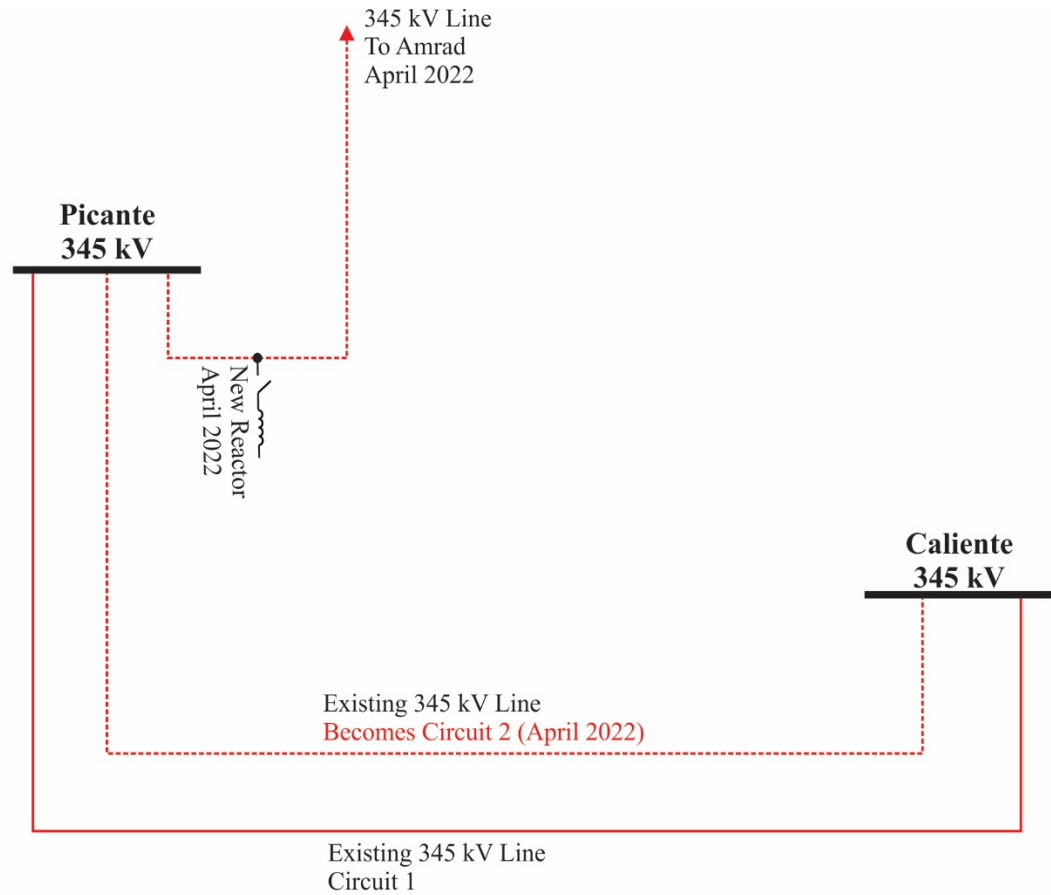 345 kV Line
To Amrad
April 2022
Picante
345 kV
New Reactor
April 2022
Caliente
345 kV
Existing 345 kV Line
Becomes Circuit 2 (April 2022)
Existing 345 kV Line
Circuit 1